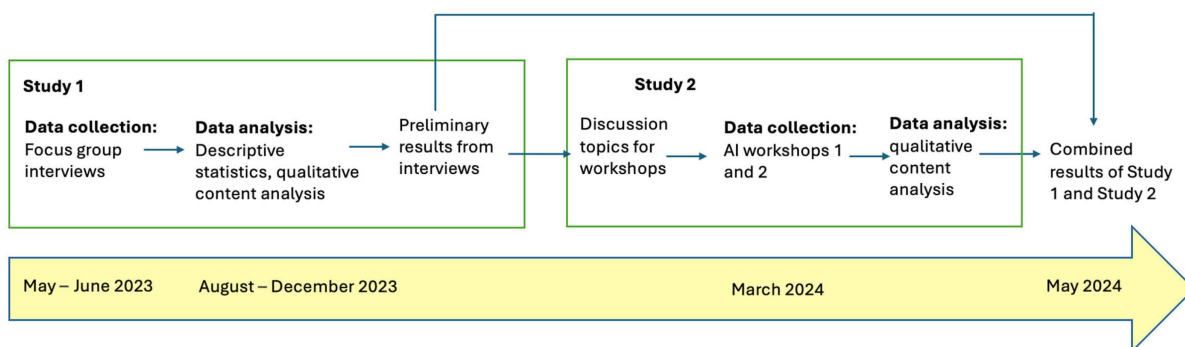 Study 1
Data collection:
Focus group
interviews
Data analysis:
Descriptive
statistics, qualitative
content analysis
Preliminary
results from
interviews
Study 2
Discussion
topics for
workshops
Data collection:
AI workshops 1
and 2
Data analysis:
qualitative
content
analysis
Combined
results of Study
1 and Study 2
May – June 2023
August – December 2023
March 2024
May 2024